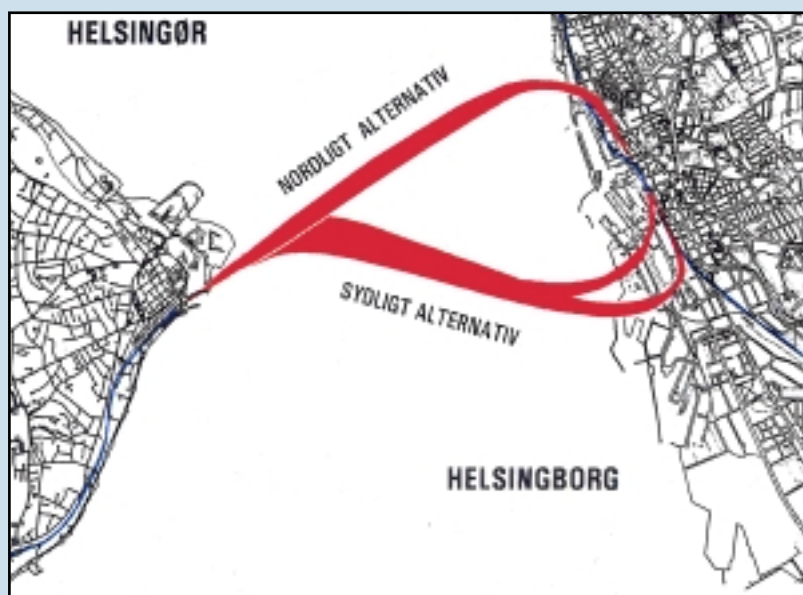 HELSINGØR
NORDLIGT ALTERNATIV
SYDLIGT ALTERNATIV
HELSINGBORG